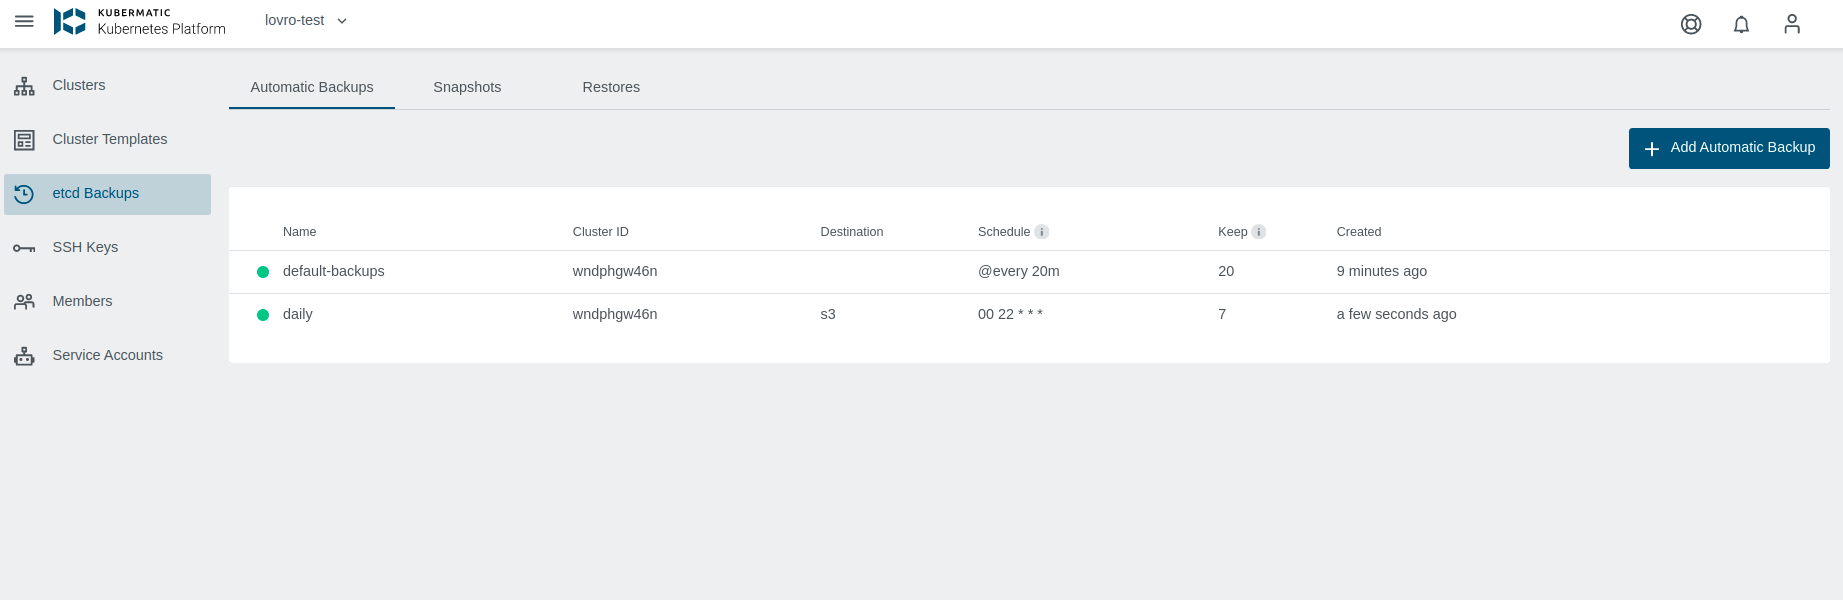 KUBERMATIC
Kubernetes Platform
lovro-test
Clusters
Cluster Templates
etcd Backups
SSH Keys
Members
Service Accounts
Automatic Backups Snapshots Restores
Add Automatic Backup
Name Cluster ID Destination Schedule i Keep i Created
default-backups wndphgw46n @every 20m 20 9 minutes ago
daily wndphgw46n s3 00 22 * * * 7 a few seconds ago